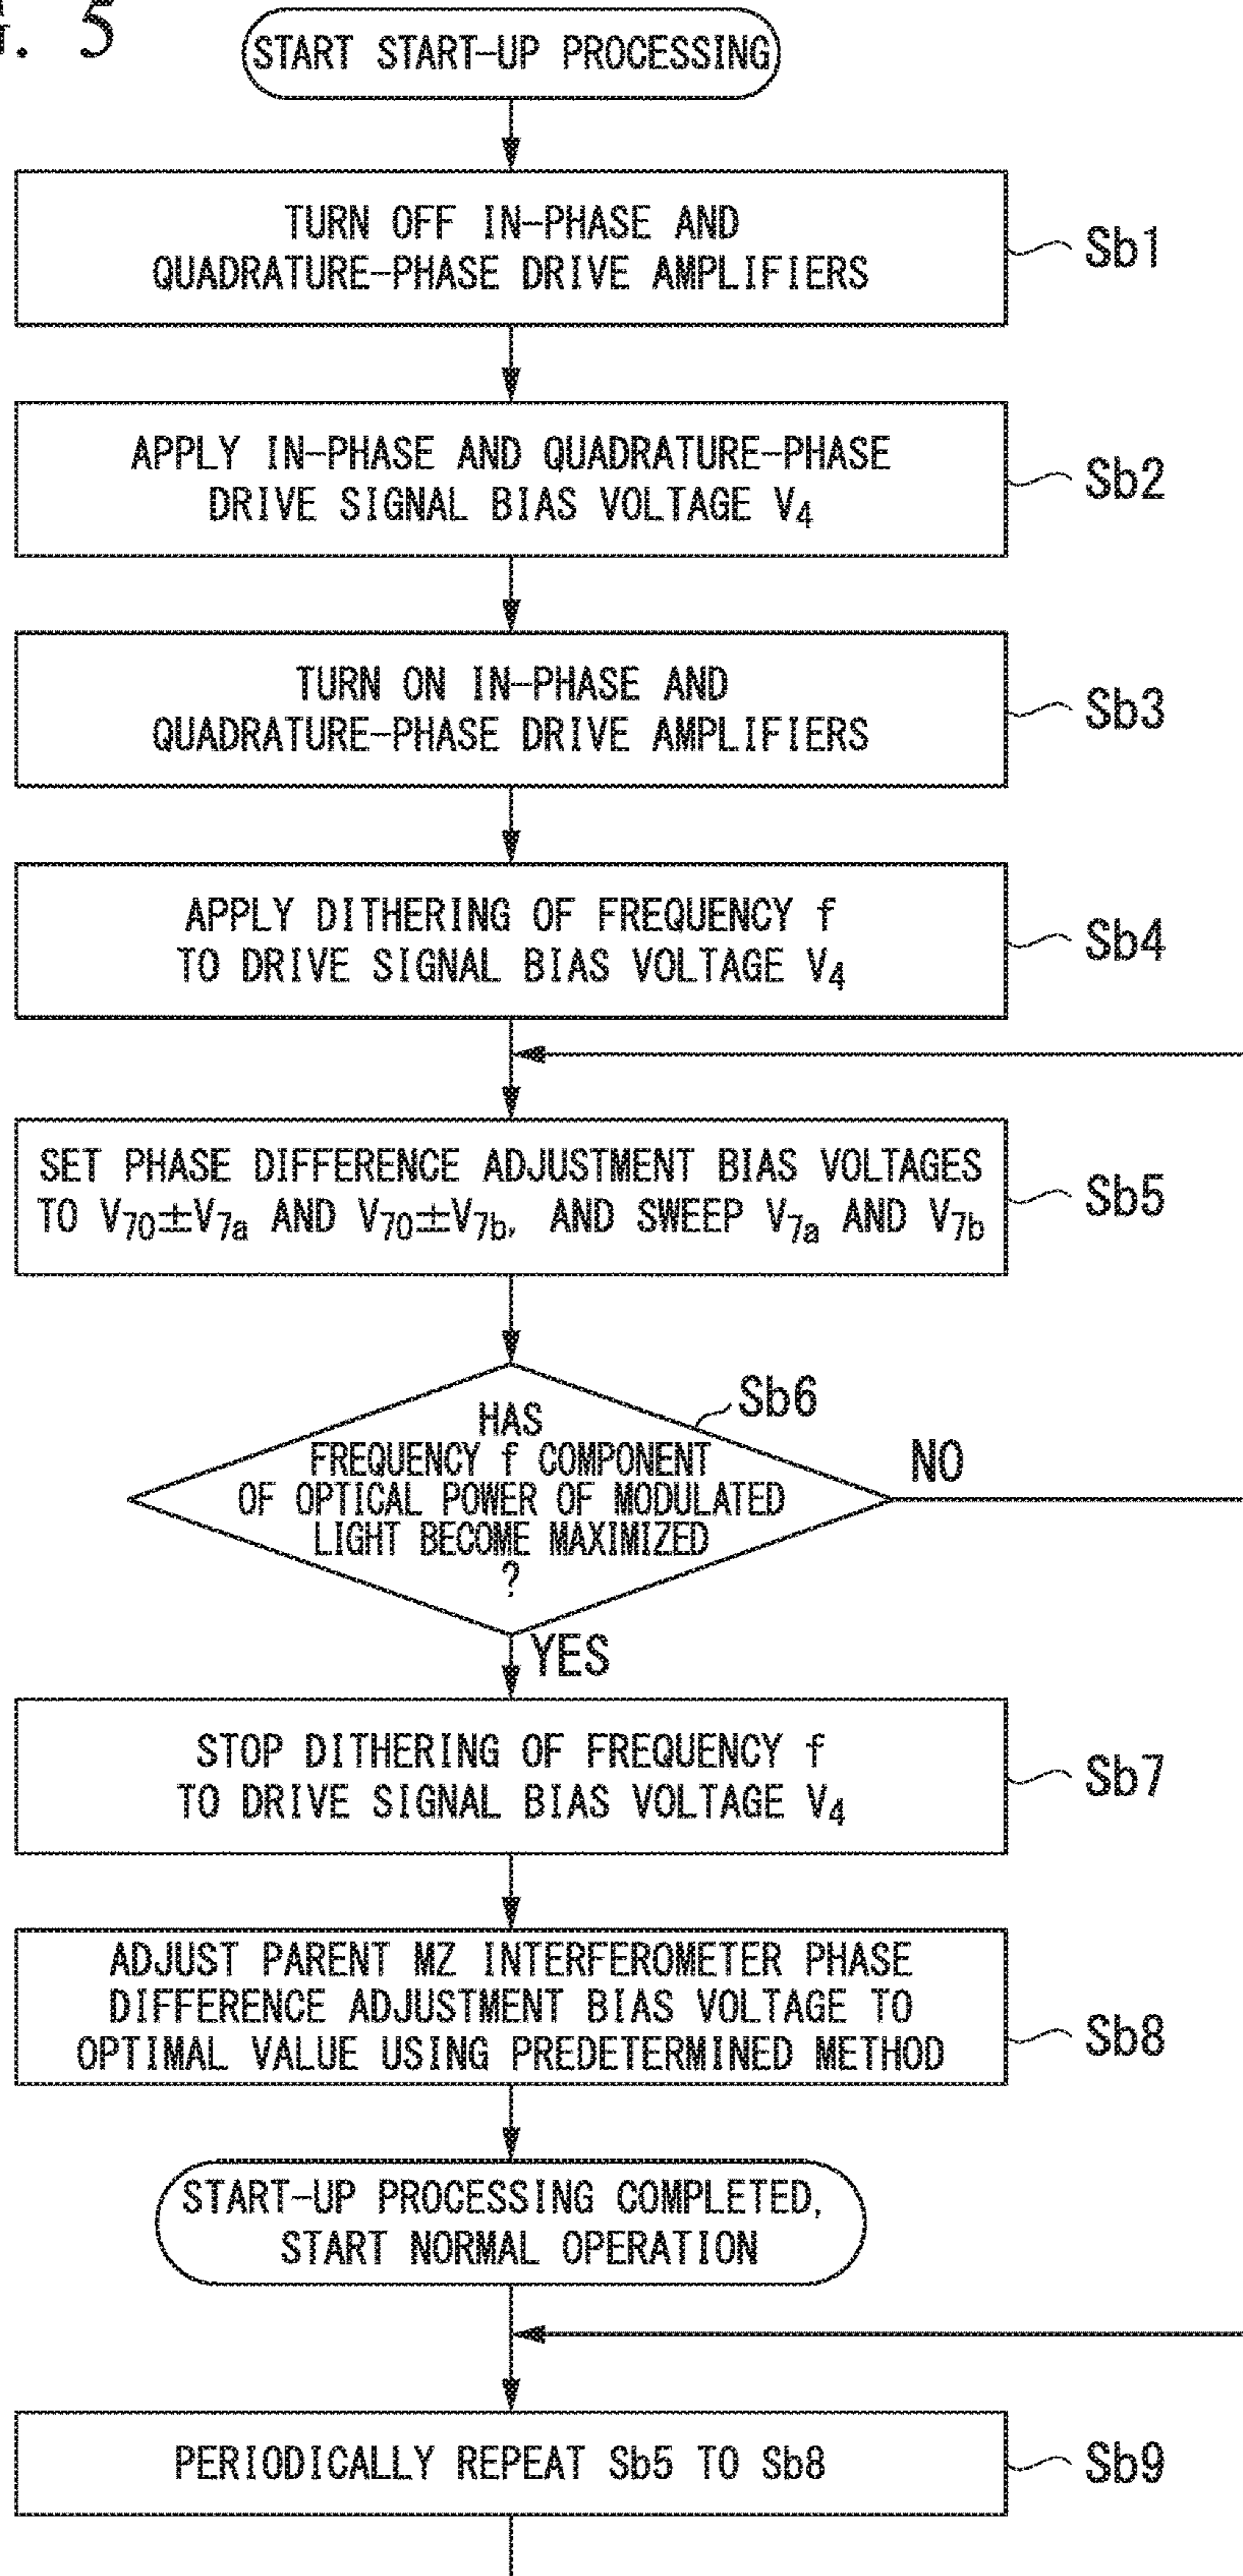 . 5
START START-UP PROCESSING
TURN OFF IN-PHASE AND
QUADRATURE-PHASE DRIVE AMPLIFIERS
Sb1
APPLY IN-PHASE AND QUADRATURE-PHASE
DRIVE SIGNAL BIAS VOLTAGE V4
Sb2
TURN ON IN-PHASE AND
QUADRATURE-PHASE DRIVE AMPLIFIERS
Sb3
APPLY DITHERING OF FREQUENCY f
TO DRIVE SIGNAL BIAS VOLTAGE V4
Sb4
SET PHASE DIFFERENCE ADJUSTMENT BIAS VOLTAGES
TO V70±V7a AND V70±V7b, AND SWEEP V7a AND V7b
Sb5
Sb6
HAS
FREQUENCY f COMPONENT
OF OPTICAL POWER OF MODULATED
LIGHT BECOME MAXIMIZED
?
NO
YES
STOP DITHERING OF FREQUENCY f
TO DRIVE SIGNAL BIAS VOLTAGE V4
Sb7
ADJUST PARENT MZ INTERFEROMETER PHASE
DIFFERENCE ADJUSTMENT BIAS VOLTAGE TO
OPTIMAL VALUE USING PREDETERMINED METHOD
Sb8
START-UP PROCESSING COMPLETED,
START NORMAL OPERATION
PERIODICALLY REPEAT Sb5 TO Sb8
Sb9